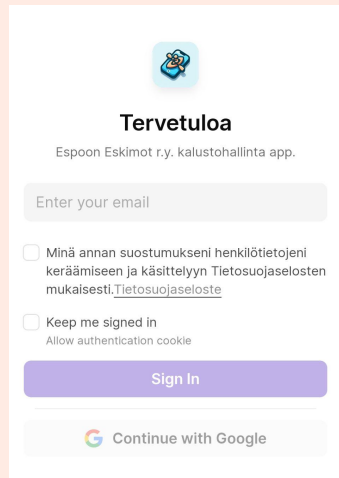 Tervetuloa
Espoon Eskimot r.y. kalustohallinta app.
Enter your email
Minä annan suostumukseni henkilötietojeni
keräämiseen ja käsittelyyn Tietosuojaselosten
mukaisesti.Tietosuojaseloste
Keep me signed in
Allow authentication cookie
Sign In
Continue with Google